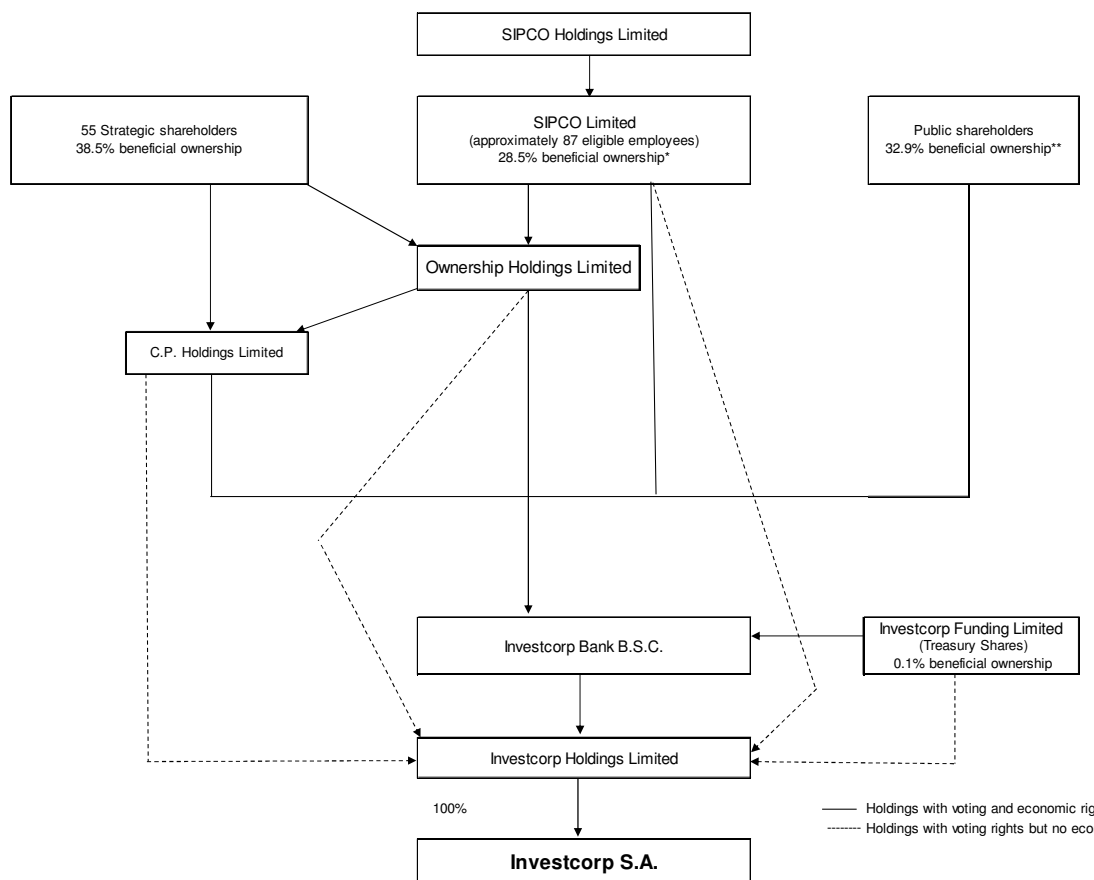 SIPCO Holdings Limited
55 Strategic shareholders
38.5% beneficial ownership
SIPCO Limited
(approximately 87 eligible employees)
28.5% beneficial ownership*
Public shareholders
32.9% beneficial ownership**
Ownership Holdings Limited
C.P. Holdings Limited
Investcorp Bank B.S.C.
Investcorp Funding Limited
(Treasury Shares)
0.1% beneficial ownership
Investcorp Holdings Limited
100%
Holdings with voting and economic rig
Holdings with voting rights but no eco
Investcorp S.A.